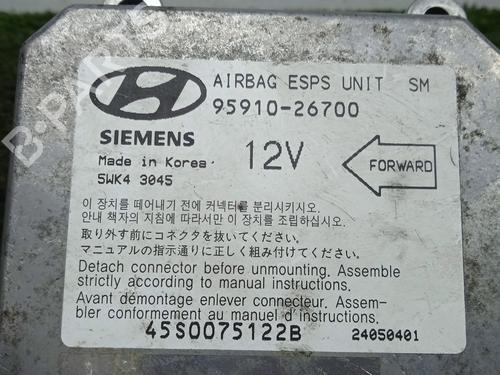 AIRBAG ESPS UNIT SM
95910-26700
SIEMENS
Made in Korea
5WK4 3045
12V
FORWARD
이 장치를 떼어내기 전에 커넥터를 분리시키시오.
안내 책자의 지침에 따라서만 이 장치를 조립하십시오.
取り外す前にコネクタを抜いてください。
マニュアルの指示通りに正しく組み付けてください。
Detach connector before unmounting. Assemble
strictly according to manual instructions.
Avant démontage enlever connecteur. Assem-
bler conformement au manuel d'instructions.
45S0075122B
24050401
B-PARTS